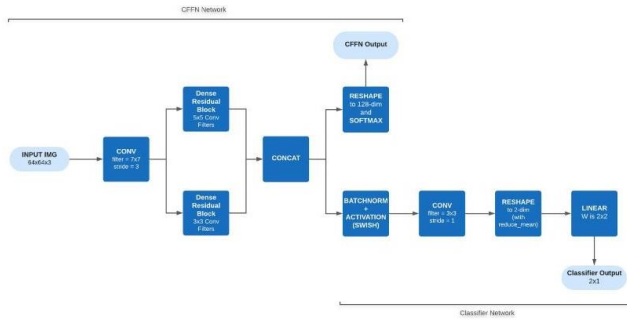 CFFN Network
CFFN Output
Dense
Residual
Block
5x5 Conv
Filters
RESHAPE
to 128-dim
and
SOFTMAX
INPUT IMG
64x64x3
CONV
filter = 7x7
stride = 3
CONCAT
Dense
Residual
Block
3x3 Conv
Filters
BATCHNORM
+
ACTIVATION
(SWISH)
CONV
filter = 3x3
stride = 1
RESHAPE
to 2-dim
(with
reduce_mean)
LINEAR
W is 2x2
Classifier Output
2x1
Classifier Network